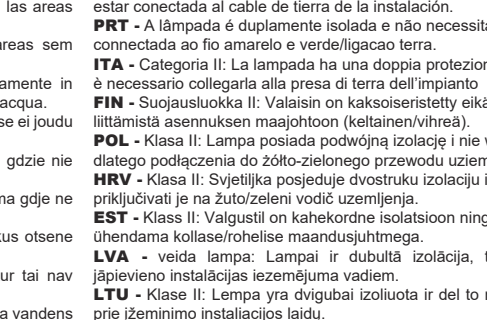 las areas
areas sem
amente in
acqua.
se ei joudu
gdzie nie
ma gdje ne
kus otsene
ur tai nav
a vandens
estar conectada al cable de tierra de la instalación.
PRT - A lâmpada é duplamente isolada e não necessita
connectada ao fio amarelo e verde/ligacao terra.
ITA - Categoria II: La lampada ha una doppia protezion
è necessario collegarla alla presa di terra dell'impianto
FIN - Suojausluokka II: Valaisin on kaksoiseristetty eikä
liittämistä asennuksen maajohtoon (keltainen/vihreä).
POL - Klasa II: Lampa posiada podwójną izolację i nie w
dlatego podłączenia do żółto-zielonego przewodu uziem
HRV - Klasa II: Svjetiljka posjeduje dvostruku izolaciju i
priključivati je na žuto/zeleni vodič uzemljenja.
EST - Klass II: Valgustil on kahekordne isolatsioon ning
ühendama kollase/rohelise maandusjuhtmega.
LVA - veida lampa: Lampai ir dubultā izolācija, t
jāpievieno instalācijas iezemējuma vadiem.
LTU - Klase II: Lempa yra dvigubai izoliuota ir del to n
prie įžeminimo instaliacijos laidų.